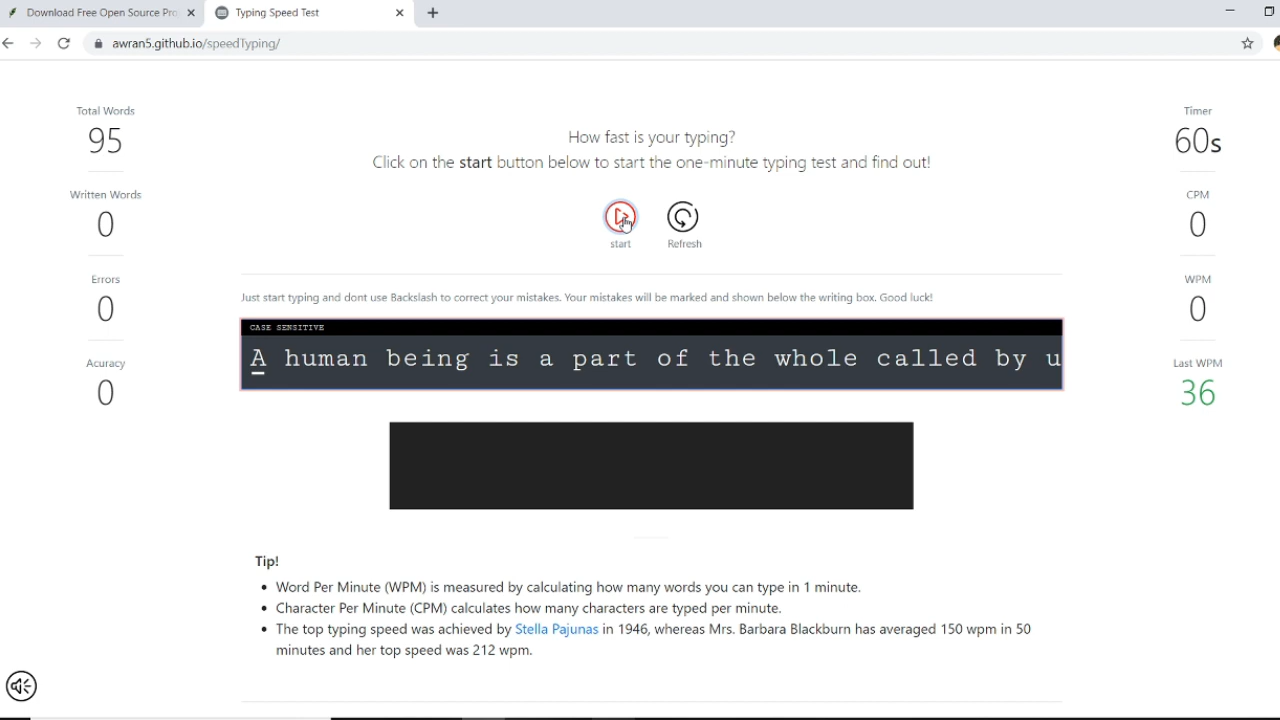 Download Free Open Source Pro
Typing Speed Test
awran5.github.io/speedTyping/
Total Words
95
Written Words
0
Errors
0
Acuracy
0
How fast is your typing?
Click on the start button below to start the one-minute typing test and find out!
start
Refresh
Just start typing and dont use Backslash to correct your mistakes. Your mistakes will be marked and shown below the writing box. Good luck!
CASE SENSITIVE
A human being is a part of the whole called by u
Tip!
Word Per Minute (WPM) is measured by calculating how many words you can type in 1 minute.
Character Per Minute (CPM) calculates how many characters are typed per minute.
The top typing speed was achieved by Stella Pajunas in 1946, whereas Mrs. Barbara Blackburn has averaged 150 wpm in 50
minutes and her top speed was 212 wpm.
Timer
60s
CPM
0
WPM
0
Last WPM
36